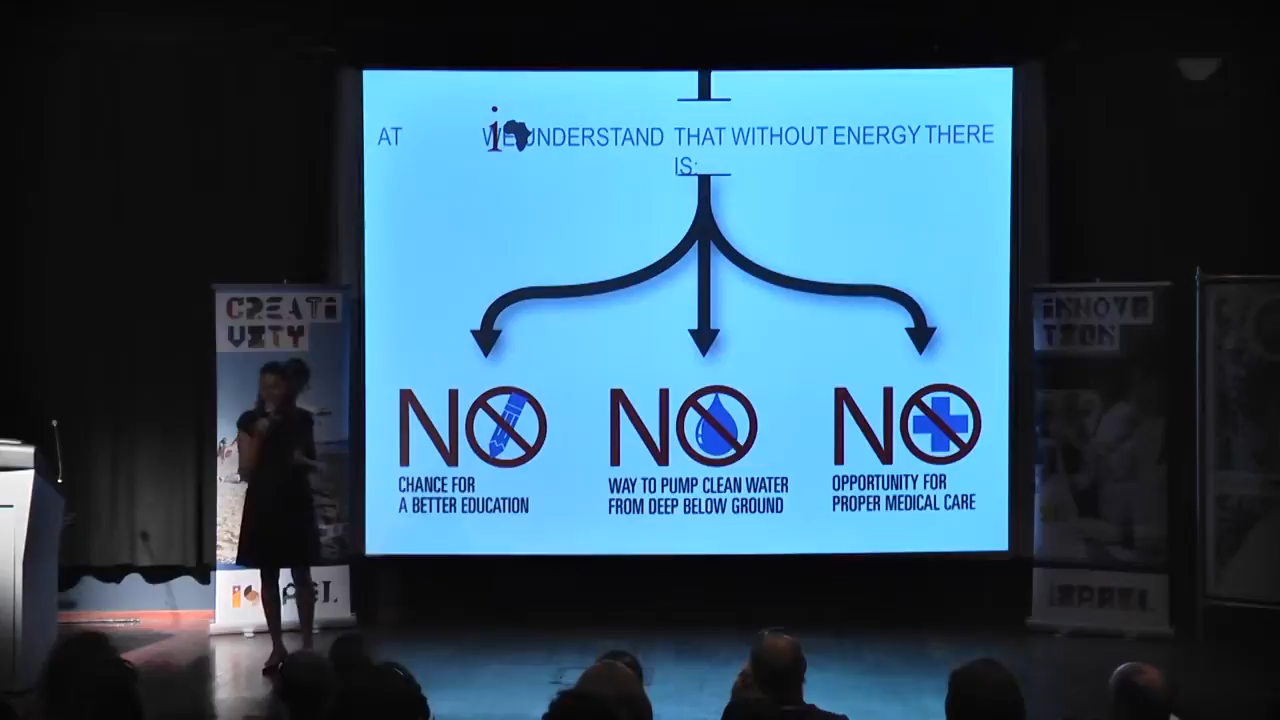 AT i WE UNDERSTAND THAT WITHOUT ENERGY THERE
IS:
NO
CHANCE FOR
A BETTER EDUCATION
NO
WAY TO PUMP CLEAN WATER
FROM DEEP BELOW GROUND
NO
OPPORTUNITY FOR
PROPER MEDICAL CARE
CREATI
VITY
INNOVA
TION
ISRAEL